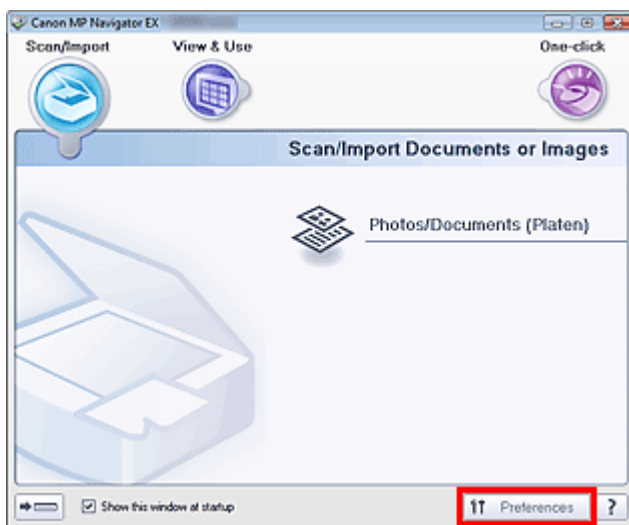 Canon MP Navigator EX
Scan/Import
View & Use
One-click
Scan/Import Documents or Images
Photos/Documents (Platen)
Show this window at startup
Preferences
?